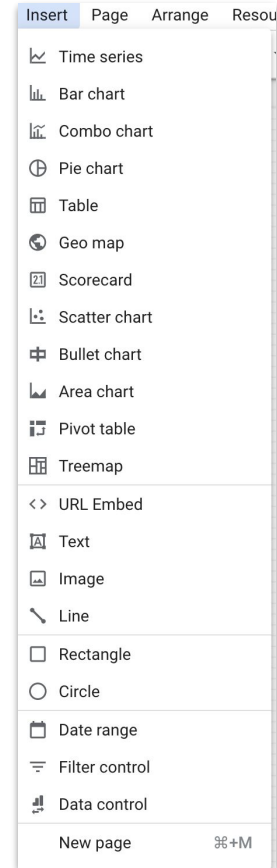 Insert Page Arrange Resou
Time series
Bar chart
Combo chart
Pie chart
Table
Geo map
21 Scorecard
Scatter chart
Bullet chart
Area chart
Pivot table
Treemap
URL Embed
A Text
Image
Line
Rectangle
Circle
Date range
Filter control
Data control
New page ⌘+M